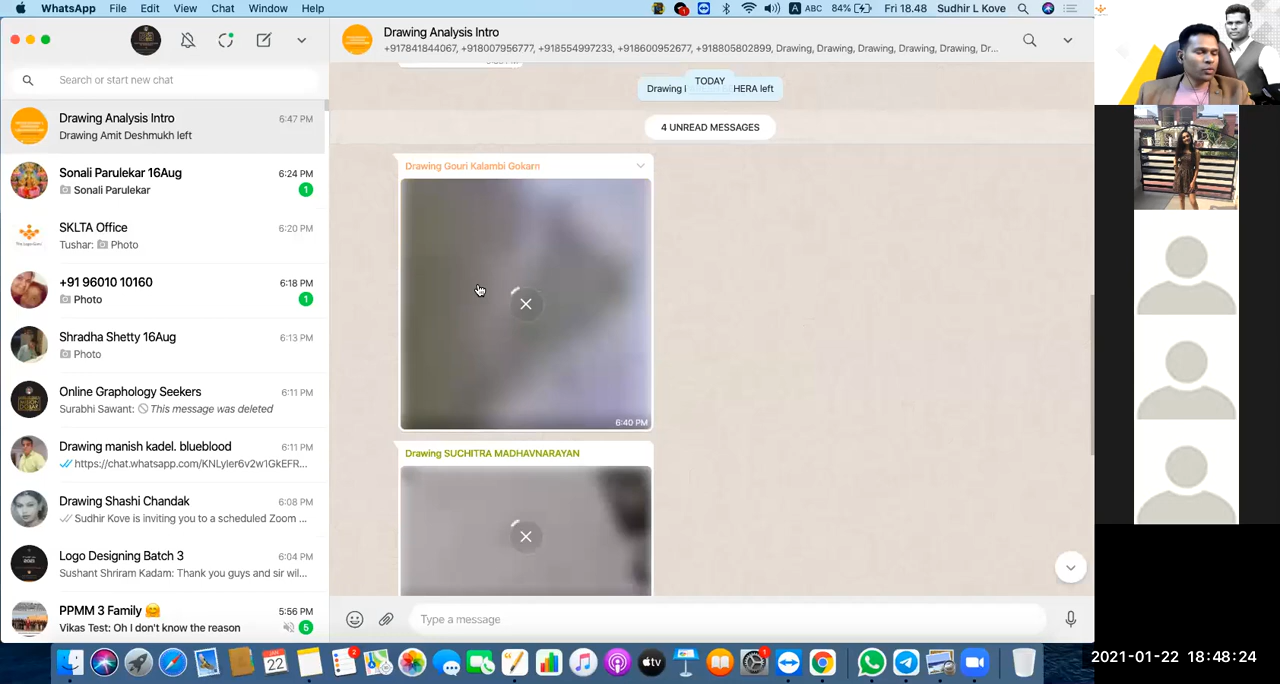 WhatsApp File Edit View Chat Window Help
A ABC 84% Fri 18.48 Sudhir L Kove
Search or start new chat
Drawing Analysis Intro 6:47 PM
Drawing Amit Deshmukh left
Sonali Parulekar 16Aug 6:24 PM
Sonali Parulekar 1
SKLTA Office 6:20 PM
Tushar: Photo
+91 96010 10160 6:18 PM
Photo 1
Shradha Shetty 16Aug 6:13 PM
Photo
Online Graphology Seekers 6:11 PM
Surabhi Sawant: This message was deleted
Drawing manish kadel. blueblood 6:11 PM
https://chat.whatsapp.com/KNLyler6v2w1GkEFR...
Drawing Shashi Chandak 6:08 PM
Sudhir Kove is inviting you to a scheduled Zoom ...
Logo Designing Batch 3 6:04 PM
Sushant Shriram Kadam: Thank you guys and sir wil...
PPMM 3 Family 5:56 PM
Vikas Test: Oh I don't know the reason 5
Drawing Analysis Intro
+917841844067, +918007956777, +918554997233, +918600952677, +918805802899, Drawing, Drawing, Drawing, Drawing, Drawing, Dr...
TODAY
Drawing HERA left
4 UNREAD MESSAGES
Drawing Gouri Kalambi Gokarn
6:40 PM
Drawing SUCHITRA MADHAVNARAYAN
Type a message
2021-01-22 18:48:24